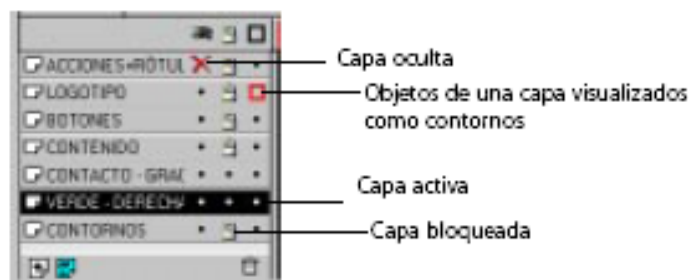 ACCIONES+RÓTUL
Capa oculta
LOGOTIPO
Objetos de una capa visualizados
como contornos
BOTONES
CONTENIDO
CONTACTO - GRAC
Capa activa
VERDE - DERECHA
CONTORNOS
Capa bloqueada